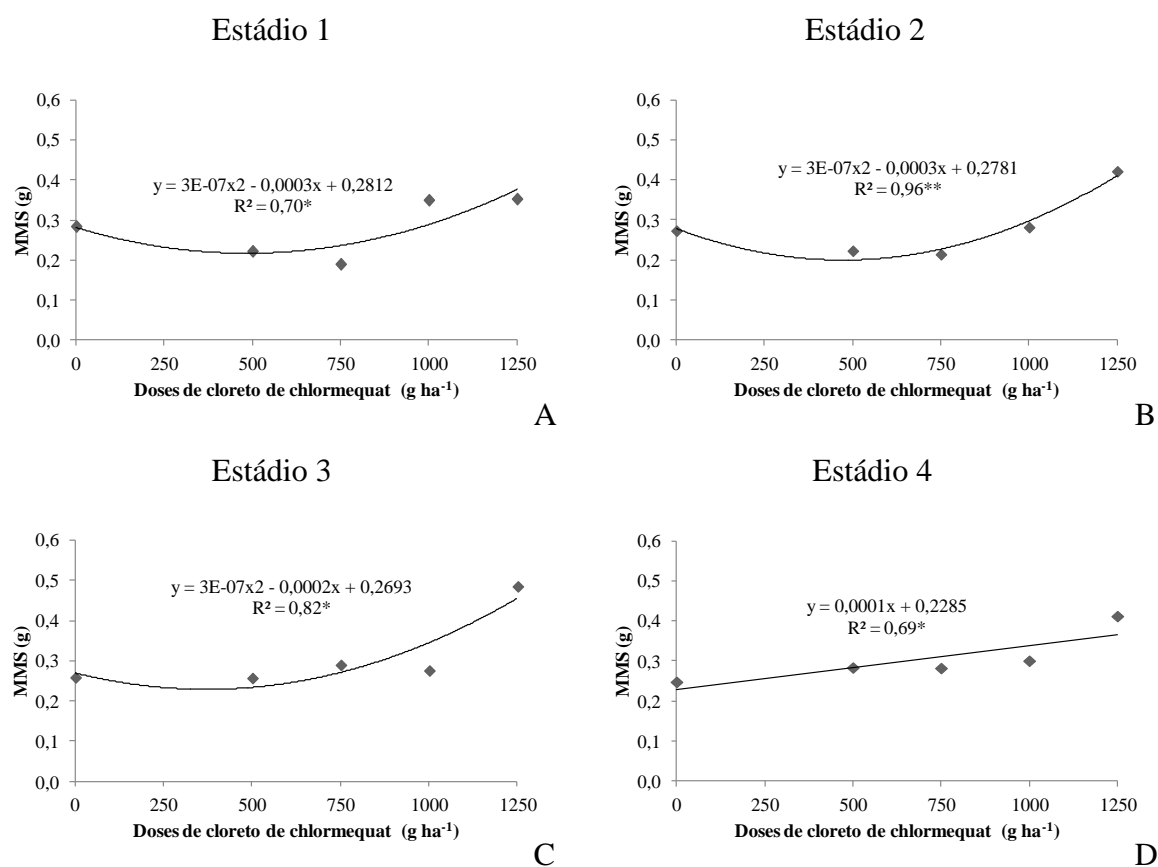 Estádio 1
0,6
0,5
0,4
0,3
0,2
0,1
0,0
MMS (g)
y = 3E-07x2 - 0,0003x + 0,2812
R² = 0,70*
0 250 500 750 1000 1250
Doses de cloreto de chlormequat (g ha-1)
A
Estádio 2
0,6
0,5
0,4
0,3
0,2
0,1
0,0
MMS (g)
y = 3E-07x2 - 0,0003x + 0,2781
R² = 0,96**
0 250 500 750 1000 1250
Doses de cloreto de chlormequat (g ha-1)
B
Estádio 3
0,6
0,5
0,4
0,3
0,2
0,1
0,0
MMS (g)
y = 3E-07x2 - 0,0002x + 0,2693
R² = 0,82*
0 250 500 750 1000 1250
Doses de cloreto de chlormequat (g ha-1)
C
Estádio 4
0,6
0,5
0,4
0,3
0,2
0,1
0,0
MMS (g)
y = 0,0001x + 0,2285
R² = 0,69*
0 250 500 750 1000 1250
Doses de cloreto de chlormequat (g ha-1)
D